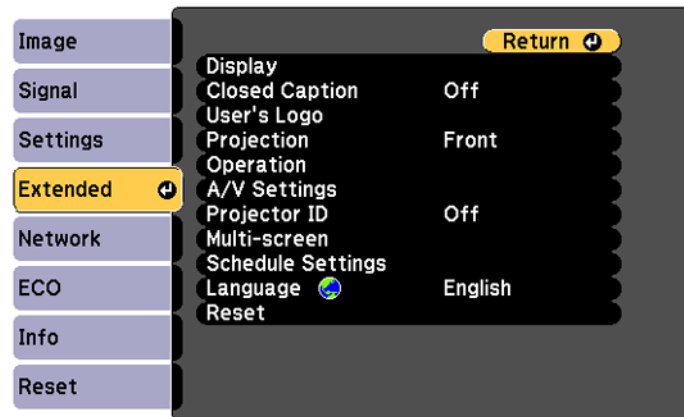 Image
Signal
Settings
Extended
Network
ECO
Info
Reset
Return
Display
Closed Caption Off
User's Logo
Projection Front
Operation
A/V Settings
Projector ID Off
Multi-screen
Schedule Settings
Language English
Reset